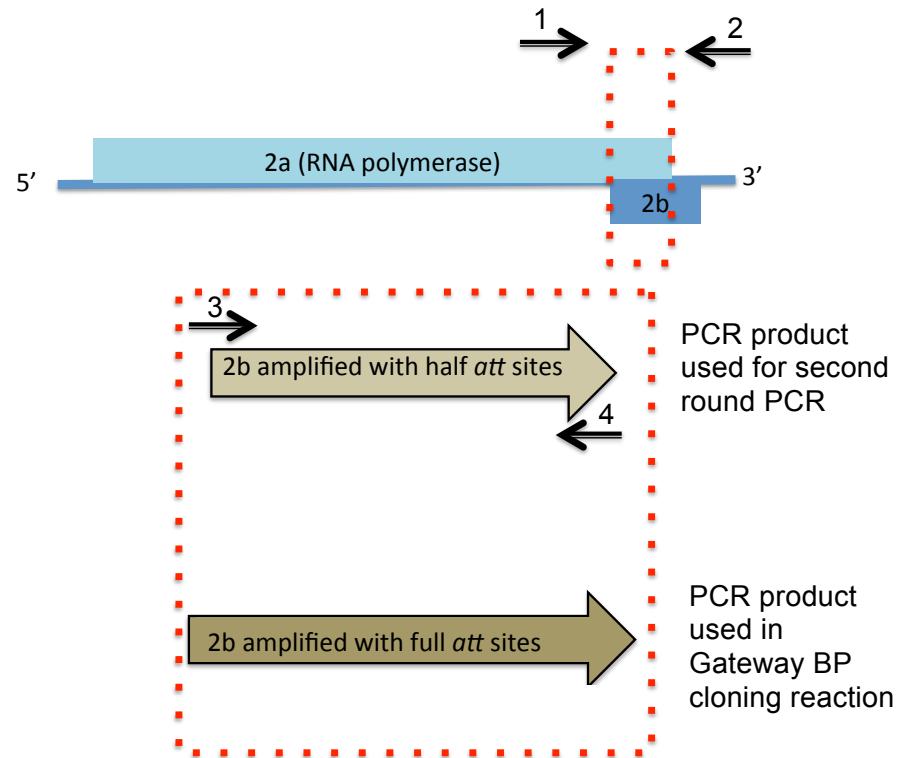 1
2
2a (RNA polymerase)
5’
3’
2b
3
2b amplified with half att sites
4
PCR product
used for second
round PCR
2b amplified with full att sites
PCR product
used in
Gateway BP
cloning reaction